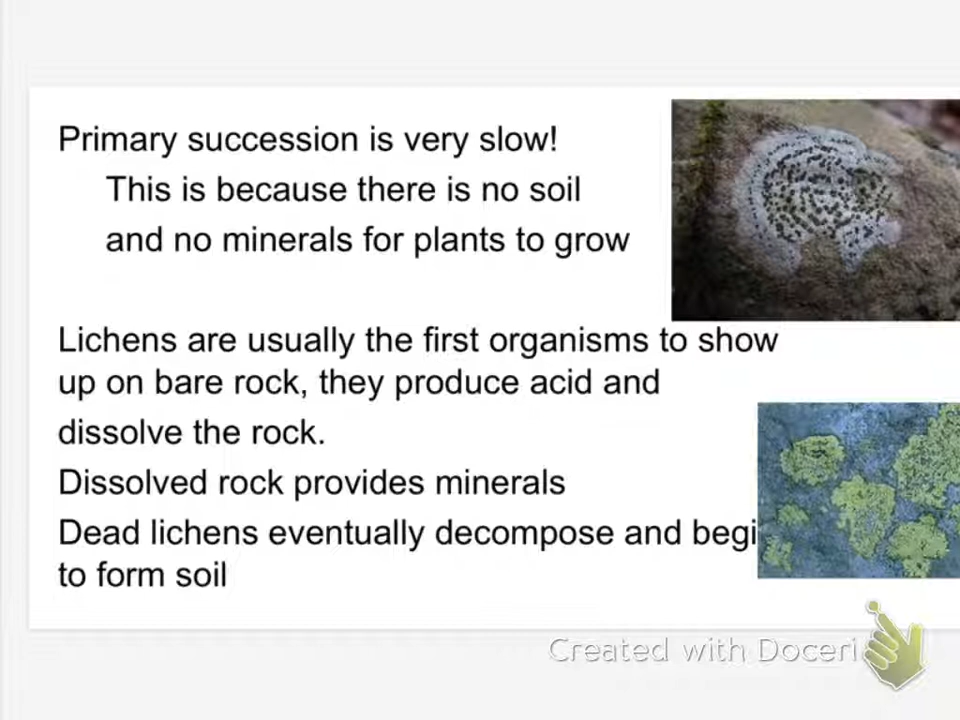 Primary succession is very slow!
This is because there is no soil
and no minerals for plants to grow
Lichens are usually the first organisms to show
up on bare rock, they produce acid and
dissolve the rock.
Dissolved rock provides minerals
Dead lichens eventually decompose and begi
to form soil
Created with Doceri